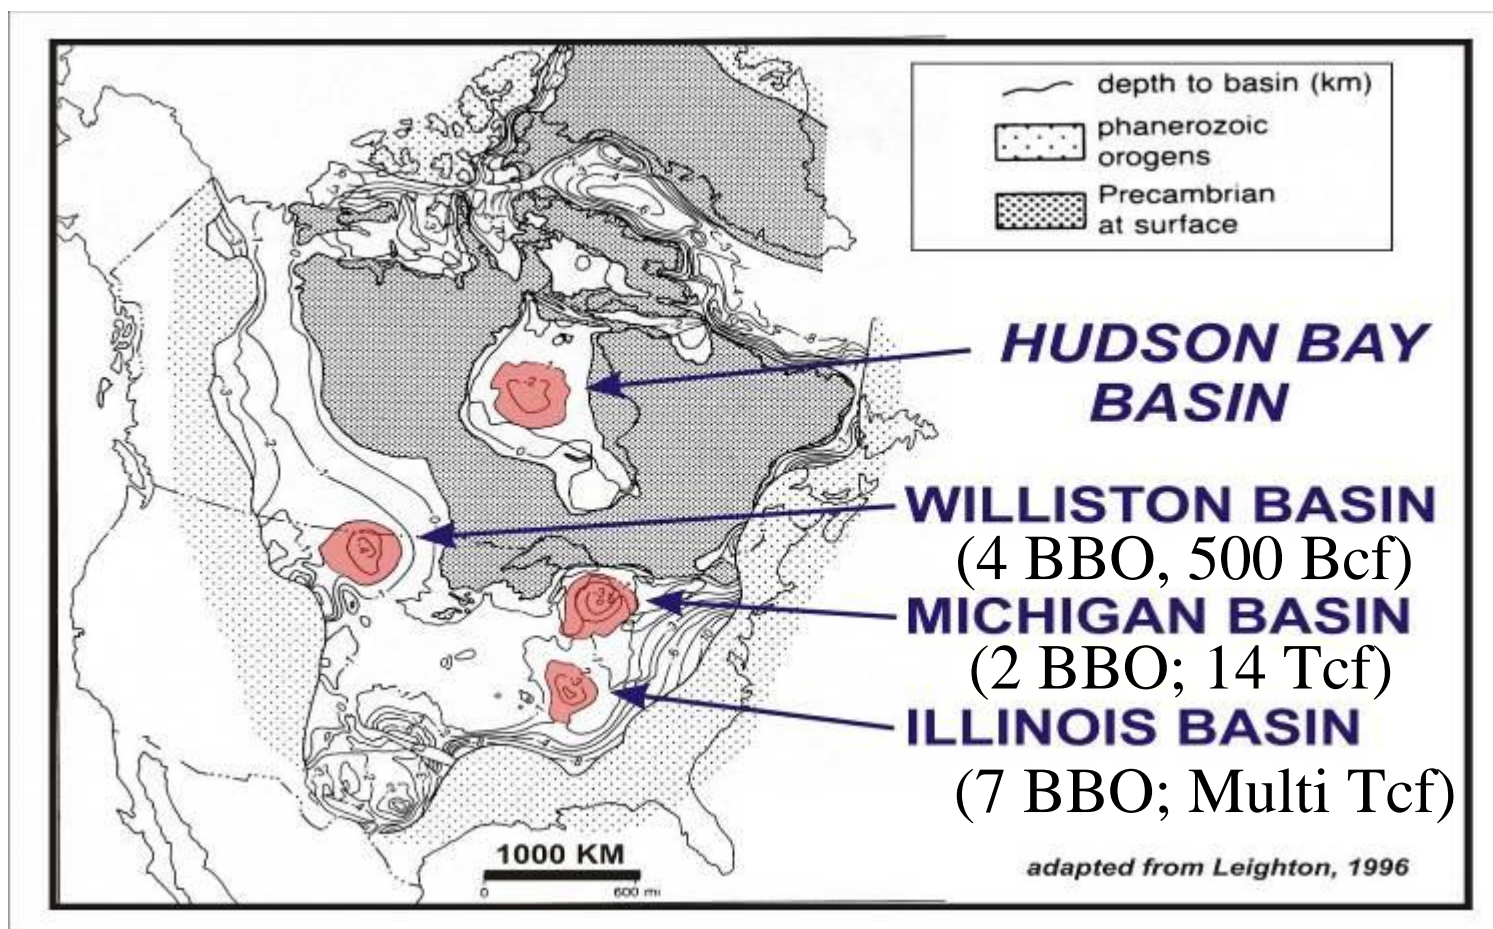 depth to basin (km)
phanerozoic
orogens
Precambrian
at surface
HUDSON BAY
BASIN
WILLISTON BASIN
(4 BBO, 500 Bcf)
MICHIGAN BASIN
(2 BBO; 14 Tcf)
ILLINOIS BASIN
(7 BBO; Multi Tcf)
1000 KM
0 600 mi
adapted from Leighton, 1996